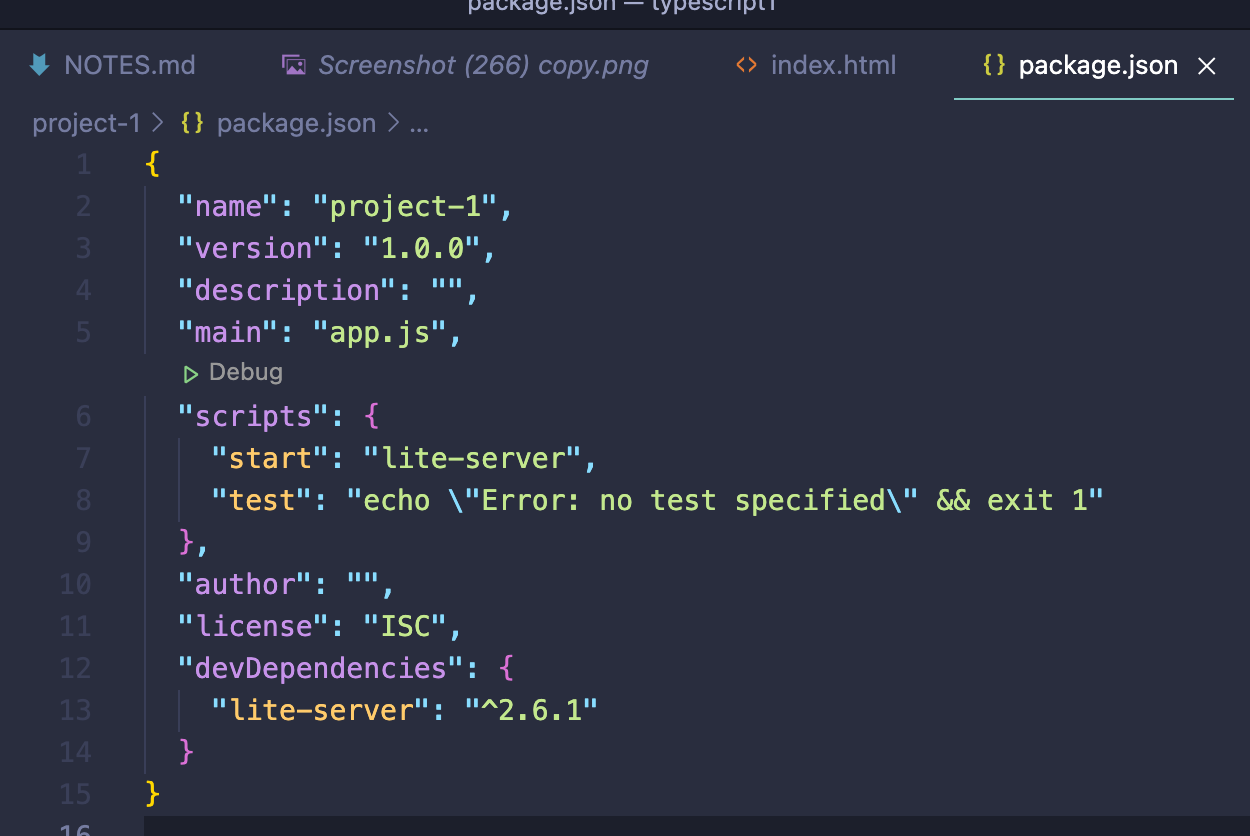 package.json — typescript1
NOTES.md Screenshot (266) copy.png <> index.html {} package.json ×
project-1 > {} package.json > ...
1 {
2 "name": "project-1",
3 "version": "1.0.0",
4 "description": "",
5 "main": "app.js",
Debug
6 "scripts": {
7 "start": "lite-server",
8 "test": "echo \"Error: no test specified\" && exit 1"
9 },
10 "author": "",
11 "license": "ISC",
12 "devDependencies": {
13 "lite-server": "^2.6.1"
14 }
15 }
16